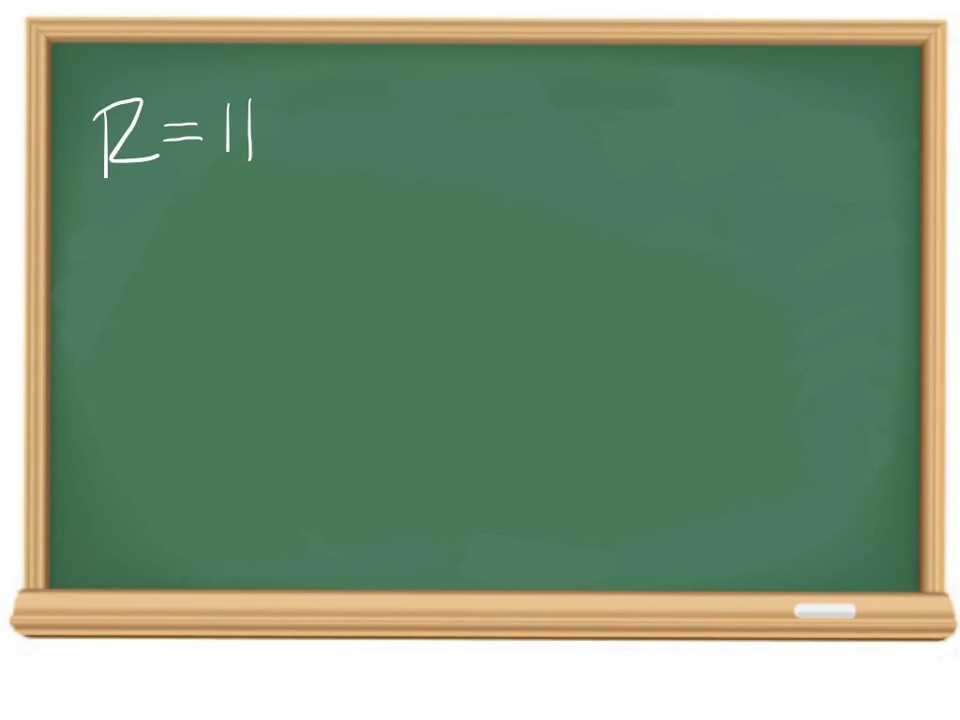 R = 11